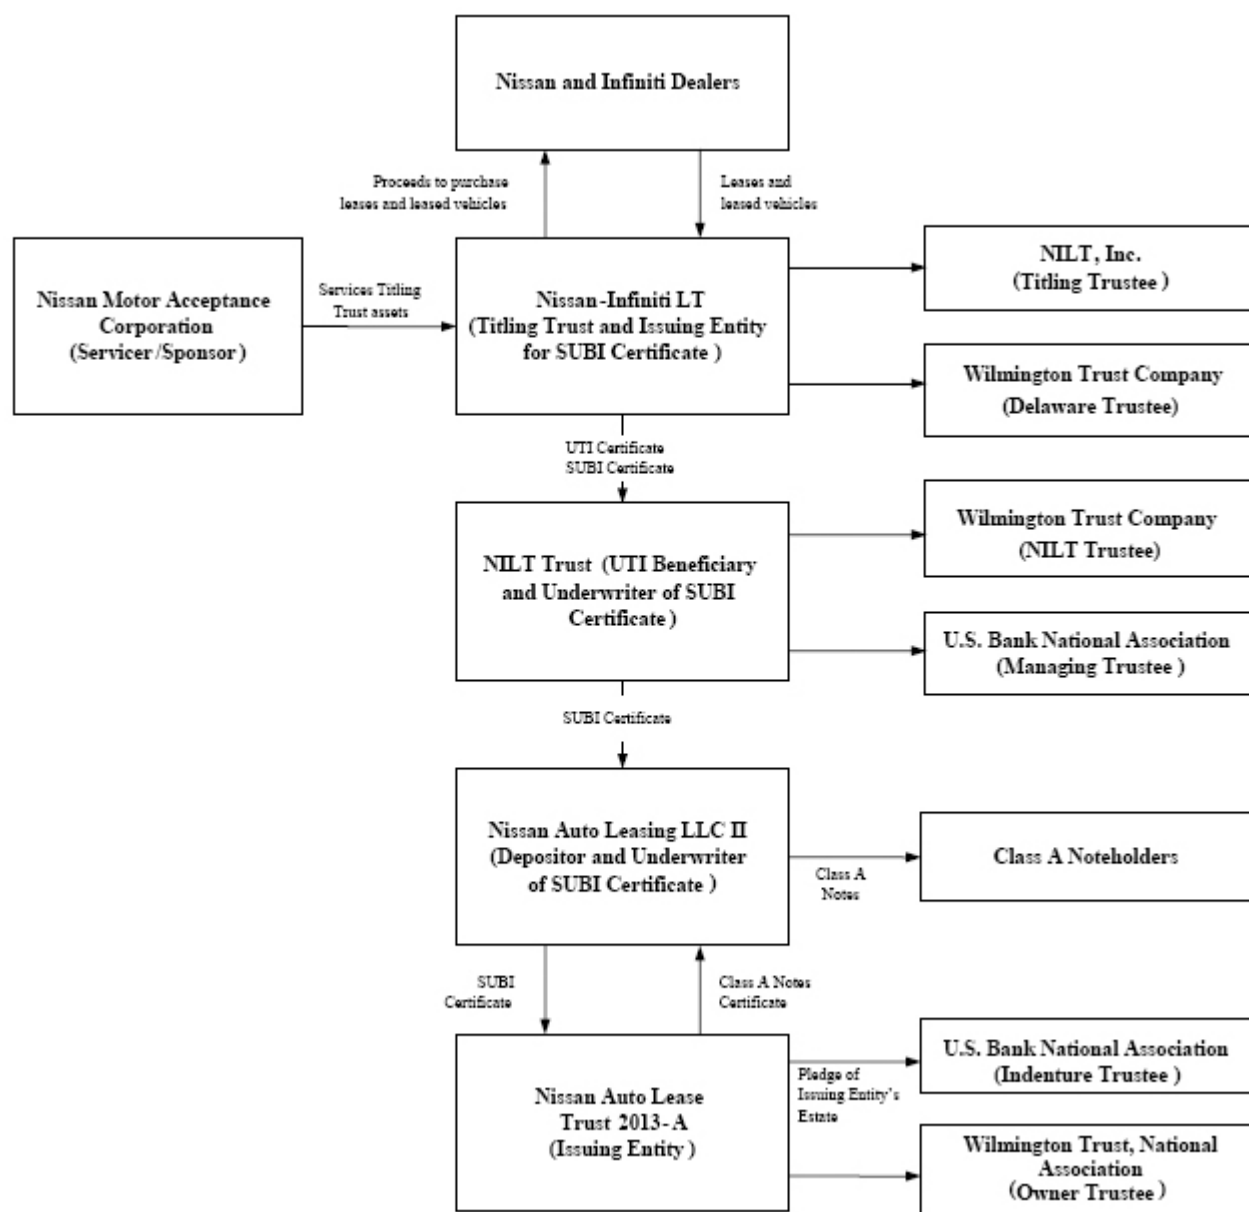 Nissan and Infiniti Dealers
Proceeds to purchase
leases and leased vehicles
Leases and
leased vehicles
Nissan Motor Acceptance
Corporation
(Servicer/Sponsor)
Services Titling
Trust assets
Nissan-Infiniti LT
(Titling Trust and Issuing Entity
for SUBI Certificate)
NILT, Inc.
(Titling Trustee)
Wilmington Trust Company
(Delaware Trustee)
UTI Certificate
SUBI Certificate
NILT Trust (UTI Beneficiary
and Underwriter of SUBI
Certificate)
Wilmington Trust Company
(NILT Trustee)
U.S. Bank National Association
(Managing Trustee)
SUBI Certificate
Nissan Auto Leasing LLC II
(Depositor and Underwriter
of SUBI Certificate)
Class A
Notes
Class A Noteholders
SUBI
Certificate
Class A Notes
Certificate
Nissan Auto Lease
Trust 2013-A
(Issuing Entity)
Pledge of
Issuing Entity's
Estate
U.S. Bank National Association
(Indenture Trustee)
Wilmington Trust, National
Association
(Owner Trustee)